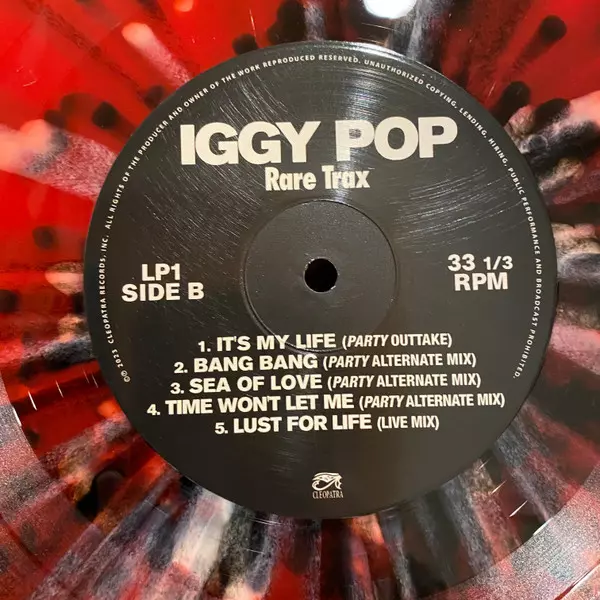 ALL RIGHTS OF THE PRODUCER AND OWNER OF THE WORK REPRODUCED RESERVED. UNAUTHORIZED COPYING, LENDING, HIRING, PUBLIC PERFORMANCE AND BROADCAST PROHIBITED.
IGGY POP
Rare Trax
LP1
SIDE B
33 1/3
RPM
1. IT'S MY LIFE (PARTY OUTTAKE)
2. BANG BANG (PARTY ALTERNATE MIX)
3. SEA OF LOVE (PARTY ALTERNATE MIX)
4. TIME WON'T LET ME (PARTY ALTERNATE MIX)
5. LUST FOR LIFE (LIVE MIX)
©℗ 2023 CLEOPATRA RECORDS, INC.
CLEOPATRA